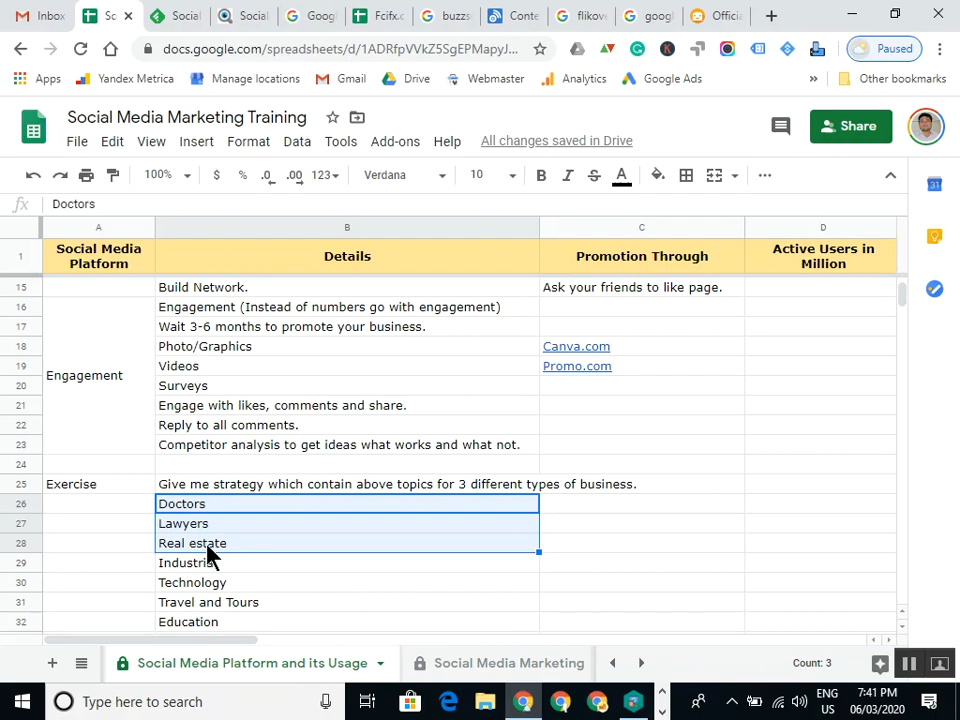 Inbox
So
Social
Social
Goog
Fcifx.c
buzzs
Conte
flikov
goog
Officia
docs.google.com/spreadsheets/d/1ADRfpVVkZ5SgEPMapyJ...
Paused
Apps
Yandex Metrica
Manage locations
Gmail
Drive
Webmaster
Analytics
Google Ads
Other bookmarks
Social Media Marketing Training
File Edit View Insert Format Data Tools Add-ons Help All changes saved in Drive
Share
100% $ % .0 .00 123 Verdana 10 B I S A
fx Doctors
A B C D
1 Social Media Platform Details Promotion Through Active Users in Million
15 Build Network. Ask your friends to like page.
16 Engagement (Instead of numbers go with engagement)
17 Wait 3-6 months to promote your business.
18 Photo/Graphics Canva.com
19 Engagement Videos Promo.com
20 Surveys
21 Engage with likes, comments and share.
22 Reply to all comments.
23 Competitor analysis to get ideas what works and what not.
24
25 Exercise Give me strategy which contain above topics for 3 different types of business.
26 Doctors
27 Lawyers
28 Real estate
29
30 Technology
31 Travel and Tours
32 Education
Social Media Platform and its Usage
Social Media Marketing
Count: 3
Type here to search
ENG
US
7:41 PM
06/03/2020